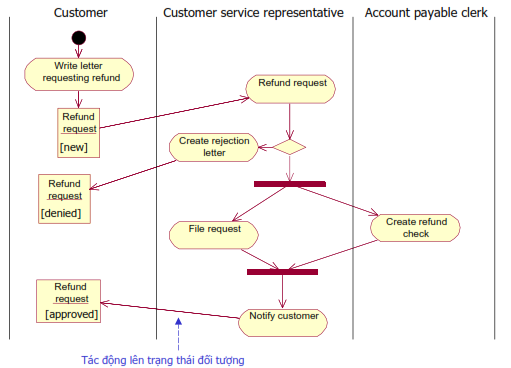 Customer
Customer service representative
Account payable clerk
Write letter
requesting refund
Refund request
Refund
request
[new]
Create rejection
letter
Refund
request
[denied]
File request
Create refund
check
Refund
request
[approved]
Notify customer
Tác động lên trạng thái đối tượng